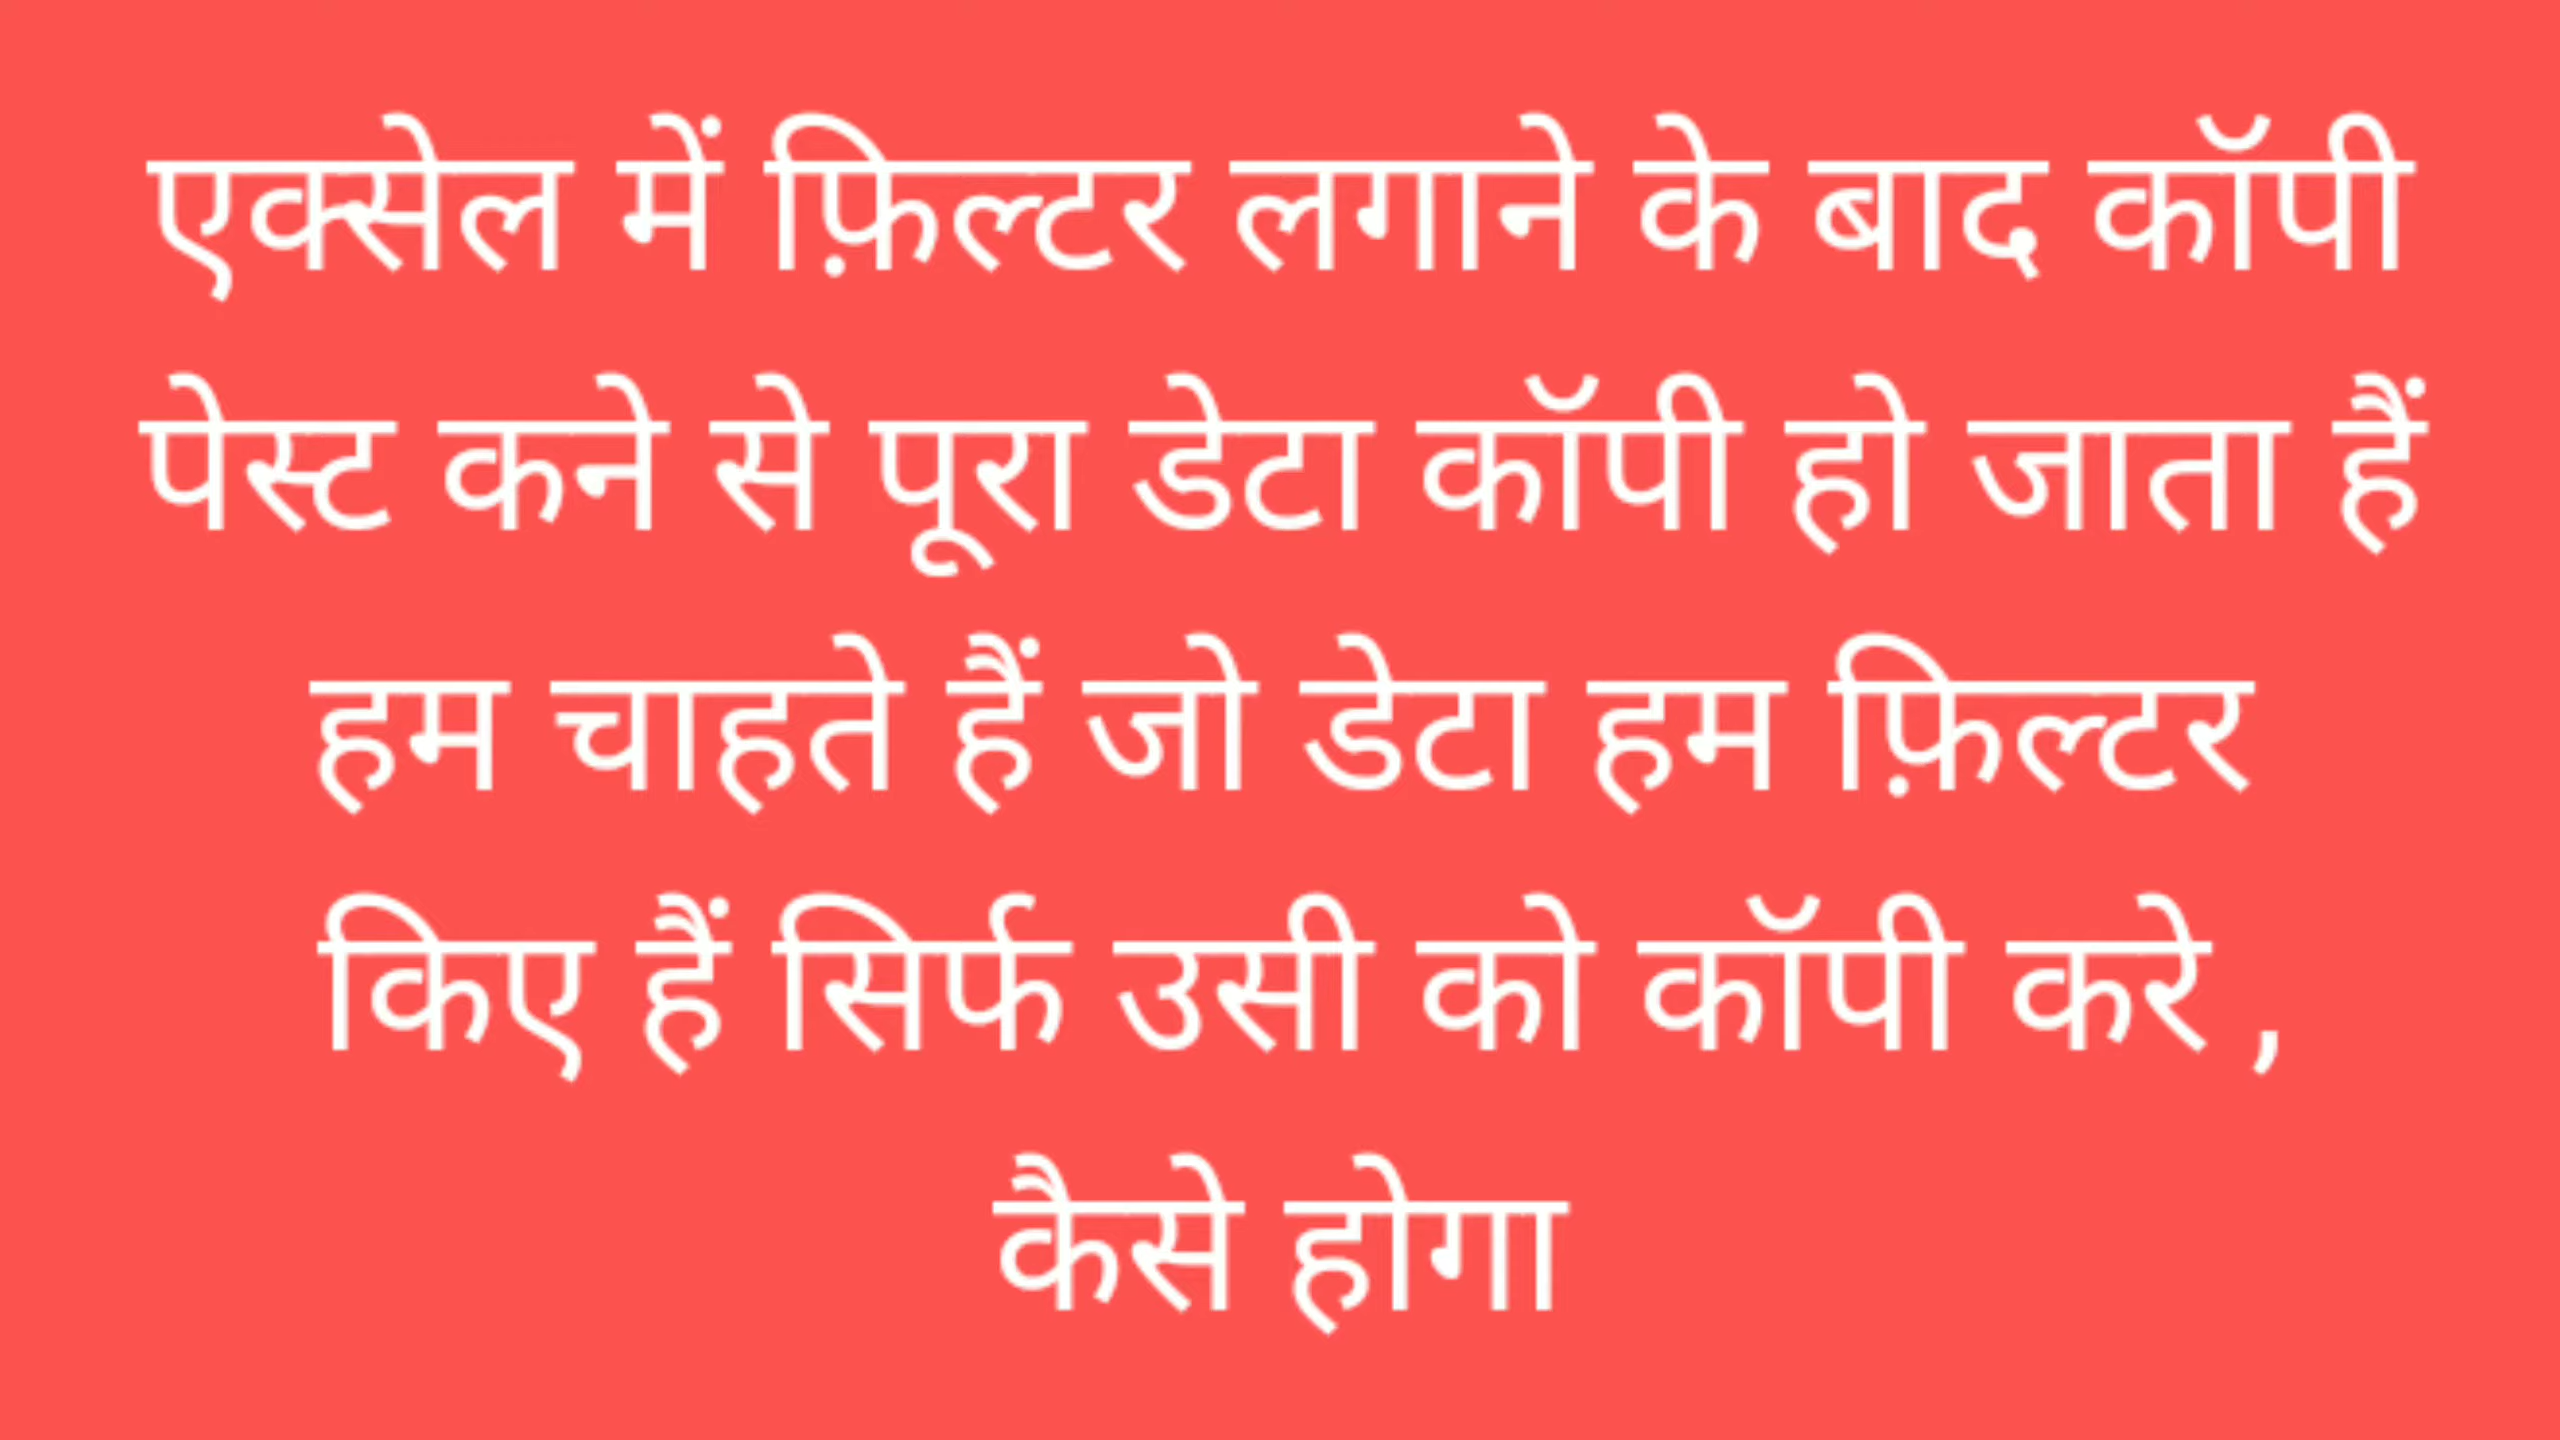 एक्सेल में फ़िल्टर लगाने के बाद कॉपी
पेस्ट कने से पूरा डेटा कॉपी हो जाता हैं
हम चाहते हैं जो डेटा हम फ़िल्टर
किए हैं सिर्फ उसी को कॉपी करे ,
कैसे होगा